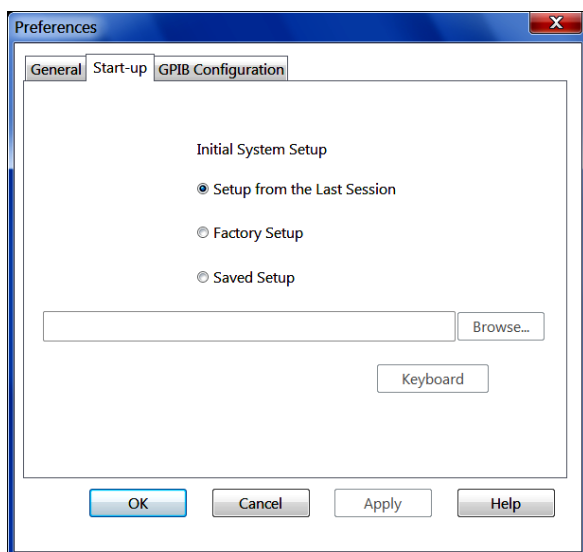 Preferences
General Start-up GPIB Configuration
Initial System Setup
Setup from the Last Session
Factory Setup
Saved Setup
Browse...
Keyboard
OK Cancel Apply Help